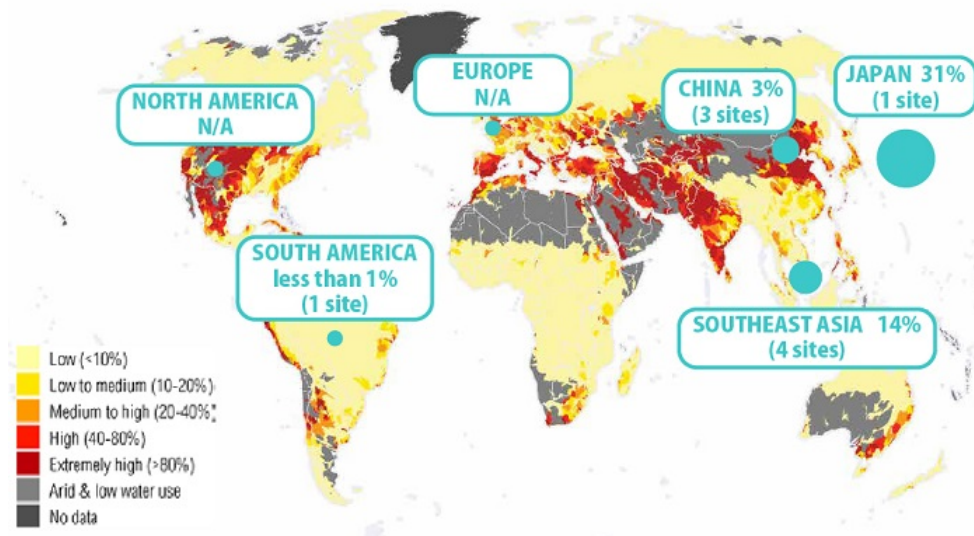 NORTH AMERICA
N/A
EUROPE
N/A
CHINA 3%
(3 sites)
JAPAN 31%
(1 site)
SOUTH AMERICA
less than 1%
(1 site)
SOUTHEAST ASIA 14%
(4 sites)
Low (<10%)
Low to medium (10-20%)
Medium to high (20-40%
High (40-80%)
Extremely high (>80%)
Arid & low water use
No data